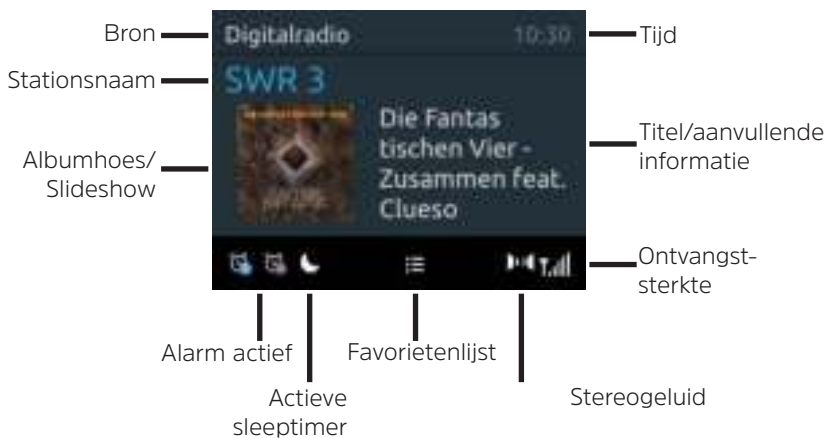 Bron
Digitalradio
10:30
Tijd
Stationsnaam
SWR 3
Albumhoes/
Slideshow
Die Fantas
tischen Vier -
Zusammen feat.
Clueso
Titel/aanvullende
informatie
Ontvangst-
sterkte
Alarm actief
Favorietenlijst
Actieve
sleeptimer
Stereogeluid